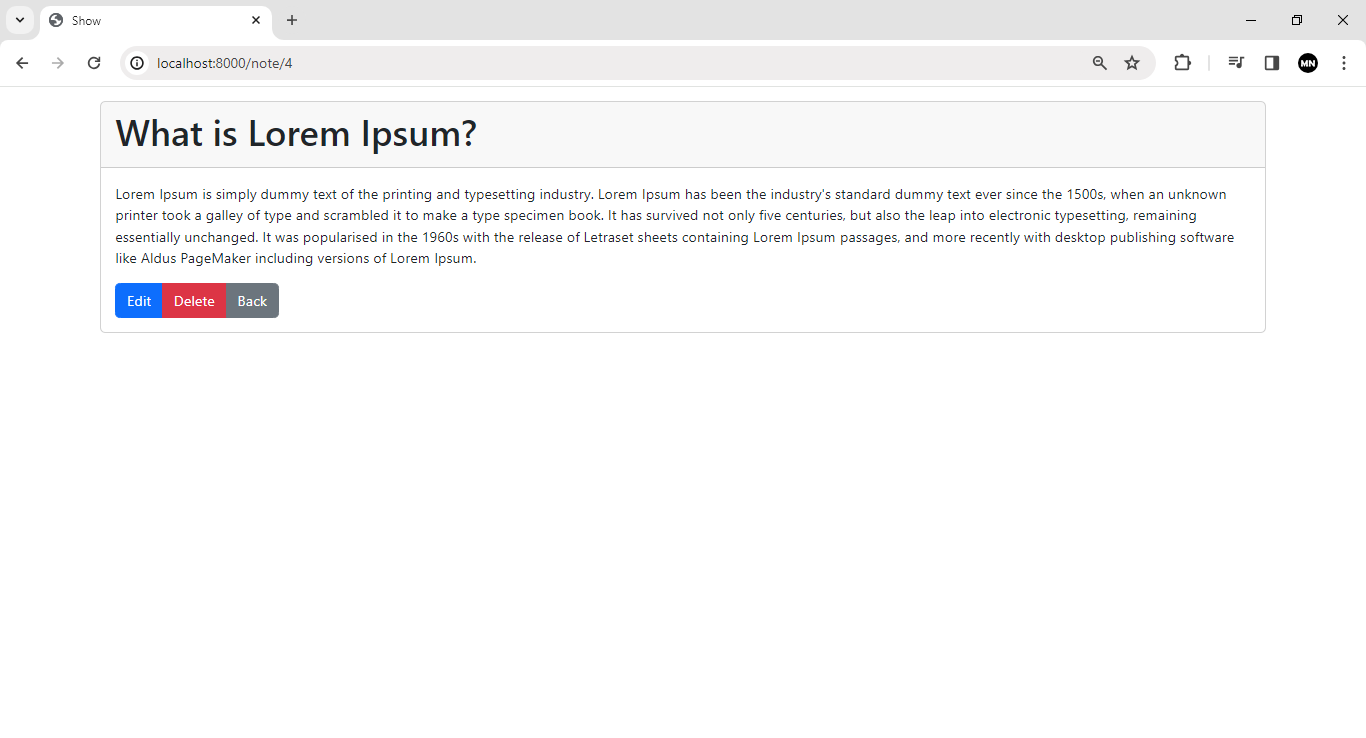 Show
localhost:8000/note/4
MN
What is Lorem Ipsum?
Lorem Ipsum is simply dummy text of the printing and typesetting industry. Lorem Ipsum has been the industry's standard dummy text ever since the 1500s, when an unknown
printer took a galley of type and scrambled it to make a type specimen book. It has survived not only five centuries, but also the leap into electronic typesetting, remaining
essentially unchanged. It was popularised in the 1960s with the release of Letraset sheets containing Lorem Ipsum passages, and more recently with desktop publishing software
like Aldus PageMaker including versions of Lorem Ipsum.
Edit Delete Back